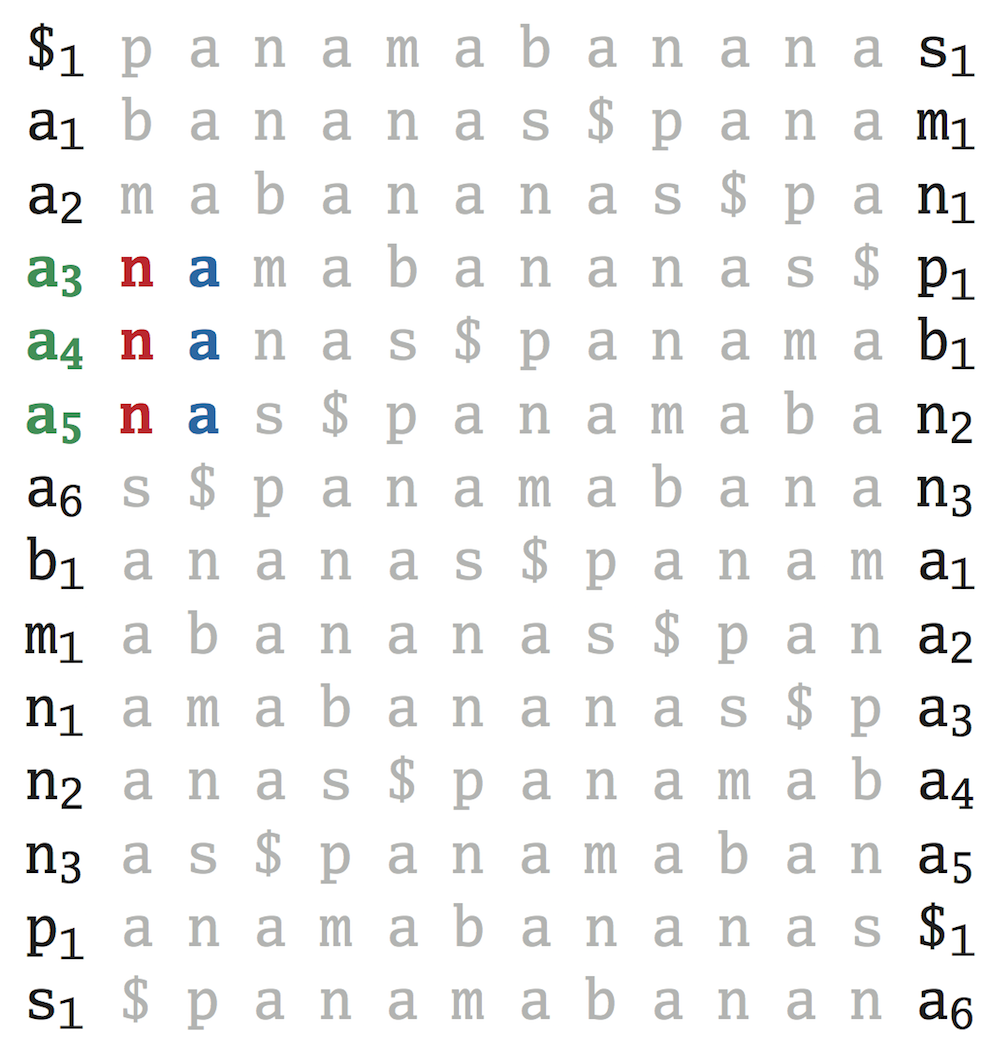 $1 p a n a m a b a n a n a s1
a1 b a n a n a s $ p a n a m1
a2 m a b a n a n a s $ p a n1
a3 n a m a b a n a n a s $ p1
a4 n a n a s $ p a n a m a b1
a5 n a s $ p a n a m a b a n2
a6 s $ p a n a m a b a n a n3
b1 a n a n a s $ p a n a m a1
m1 a b a n a n a s $ p a n a2
n1 a m a b a n a n a s $ p a3
n2 a n a s $ p a n a m a b a4
n3 a s $ p a n a m a b a n a5
p1 a n a m a b a n a n a s $1
s1 $ p a n a m a b a n a n a6